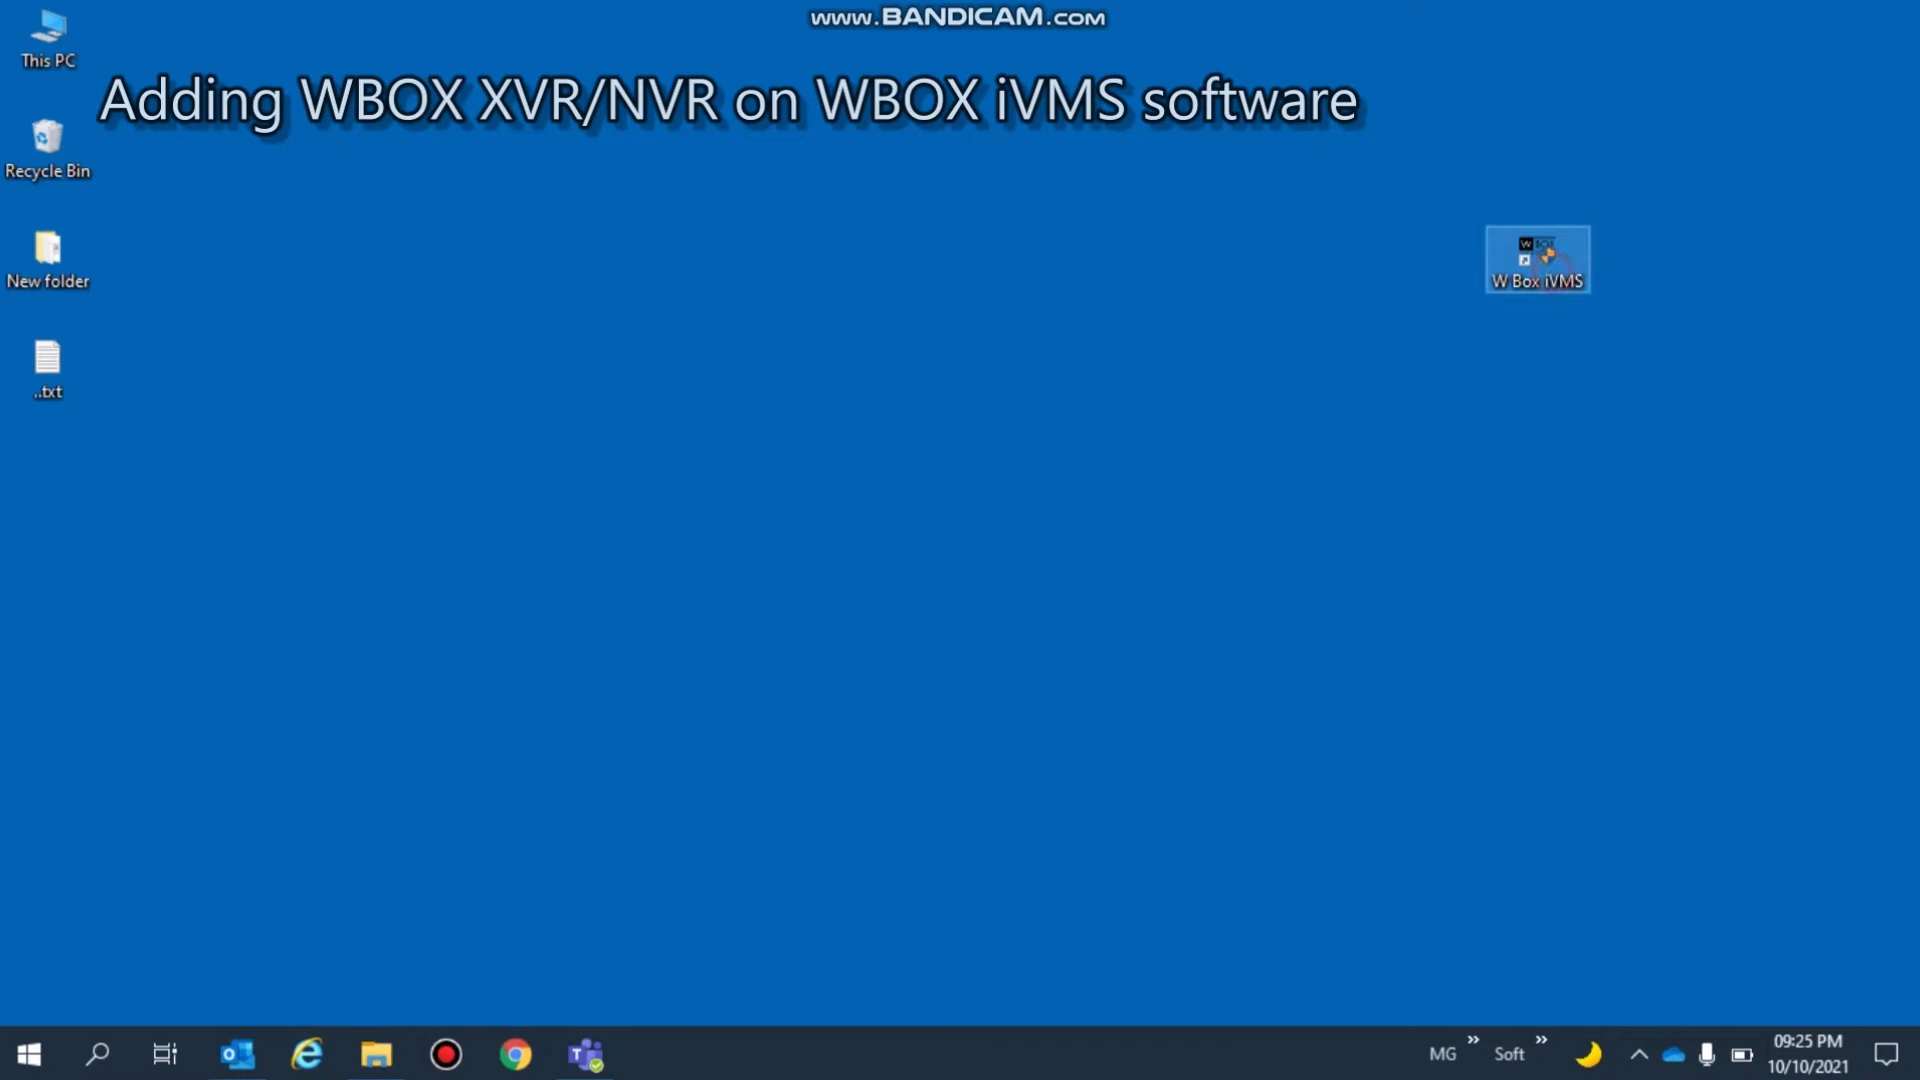 www.BANDICAM.com
This PC
Adding WBOX XVR/NVR on WBOX iVMS software
Recycle Bin
New folder
..txt
W BOX
W Box iVMS
MG
Soft
09:25 PM
10/10/2021